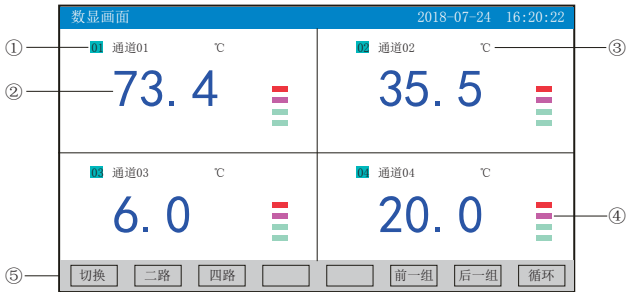 数显画面 2018-07-24 16:20:22
① 01 通道01 ℃ 02 通道02 ℃ ③
② 73.4 35.5
03 通道03 ℃ 04 通道04 ℃
6.0 20.0 ④
⑤ 切换 二路 四路 前一组 后一组 循环